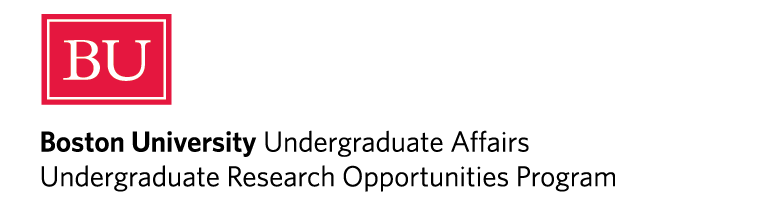 BU
Boston University Undergraduate Affairs
Undergraduate Research Opportunities Program